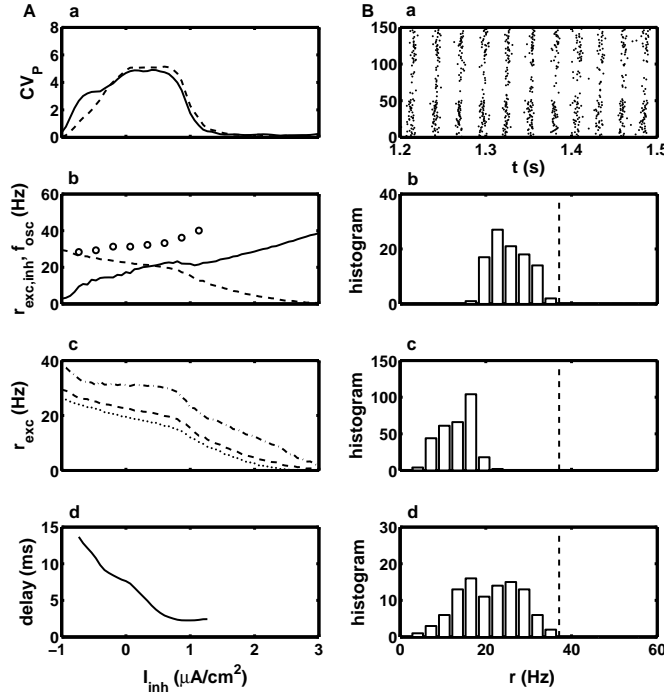 A
a
CV_P
8
6
4
2
0
b
r_exc,inh, f_osc (Hz)
60
40
20
0
c
r_exc (Hz)
40
20
0
d
delay (ms)
15
10
5
0
−1 0 1 2 3
I_inh (μA/cm²)
B
a
150
100
50
0
1.2 1.3 1.4 1.5
t (s)
b
histogram
40
20
0
c
histogram
150
100
50
0
d
histogram
30
20
10
0
0 20 40 60
r (Hz)